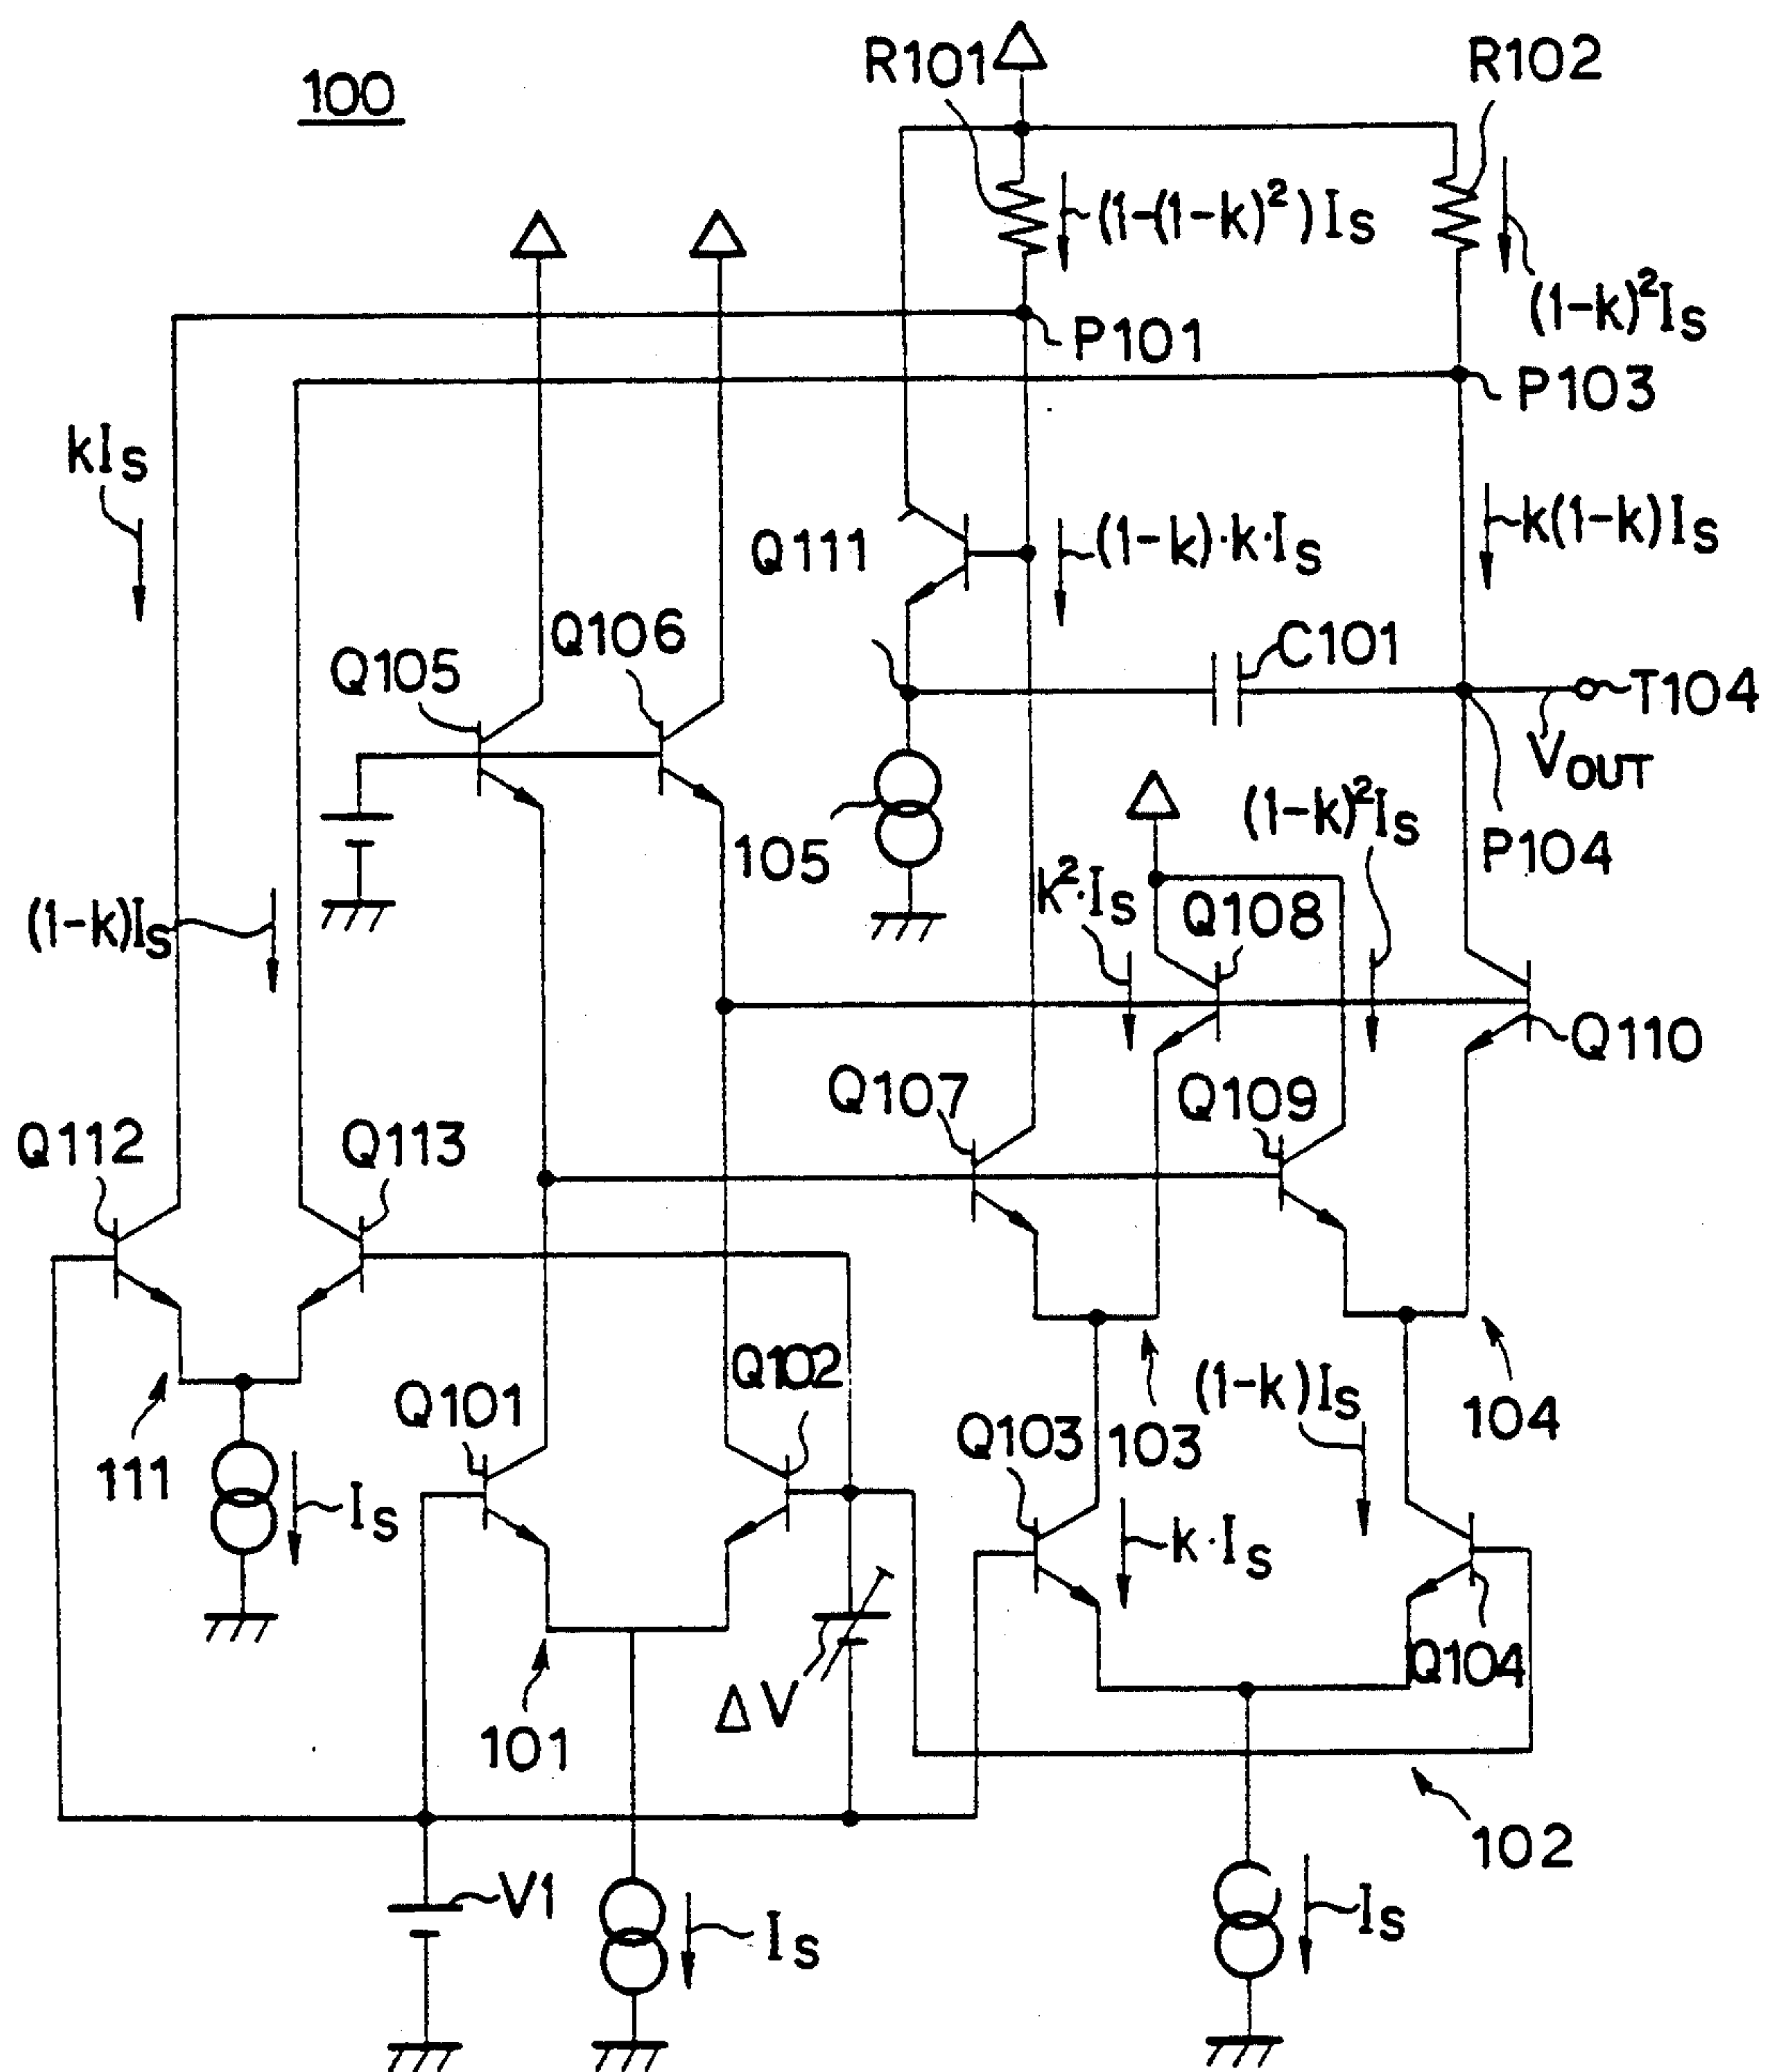 100
R101
R102
(1-(1-k)²)Is
(1-k)²Is
P101
P103
kIs
Q111
(1-k)·k·Is
k(1-k)Is
Q105
Q106
C101
T104
VOUT
105
(1-k)²Is
P104
k²·Is
Q108
(1-k)Is
Q110
Q107
Q109
Q112
Q113
Q102
(1-k)Is
104
Q101
Q103
103
111
Is
k·Is
Q104
ΔV
101
102
V1
Is
Is